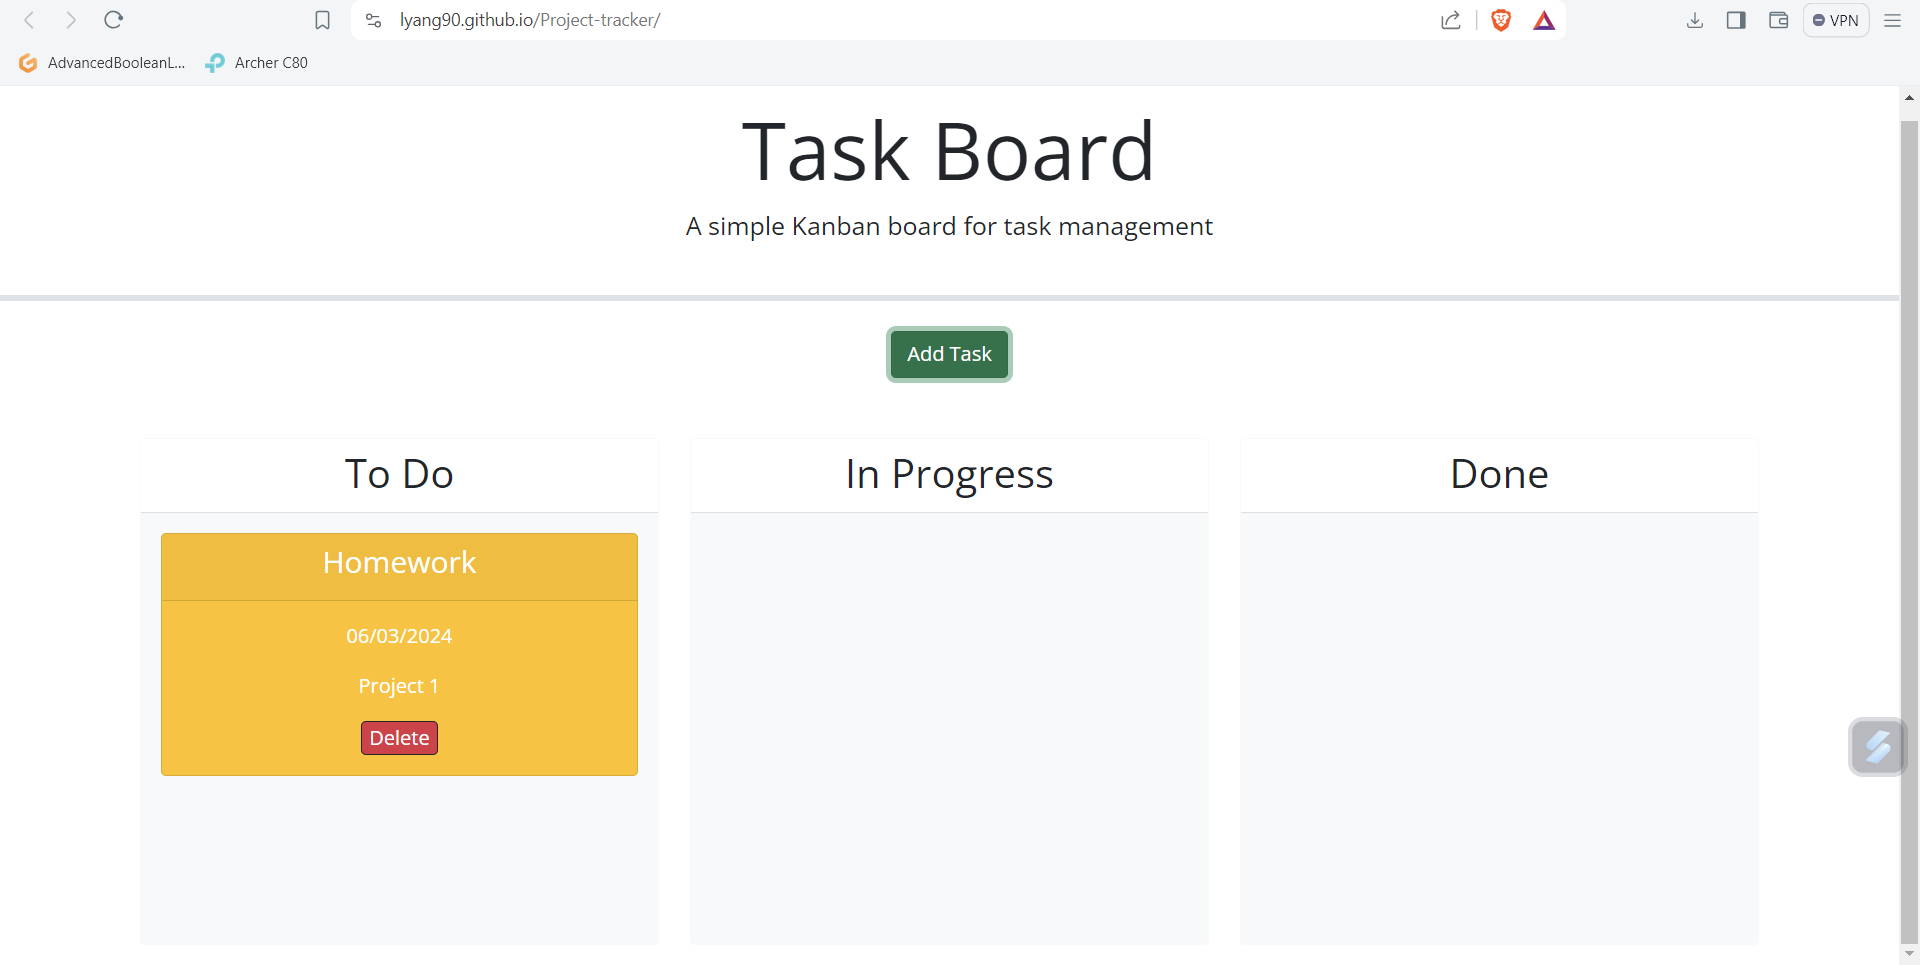 lyang90.github.io/Project-tracker/
VPN
AdvancedBooleanL...
Archer C80
Task Board
A simple Kanban board for task management
Add Task
To Do
In Progress
Done
Homework
06/03/2024
Project 1
Delete